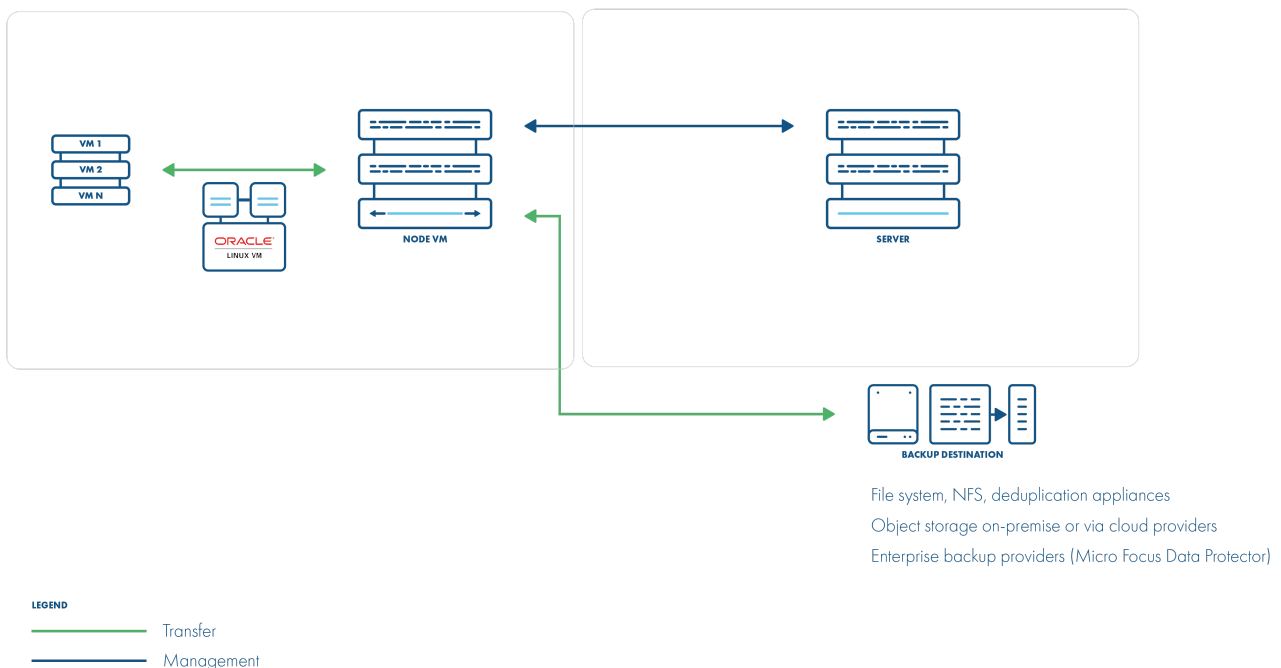 VM 1
VM 2
VM N
ORACLE
LINUX VM
NODE VM
SERVER
BACKUP DESTINATION
File system, NFS, deduplication appliances
Object storage on-premise or via cloud providers
Enterprise backup providers (Micro Focus Data Protector)
LEGEND
Transfer
Management